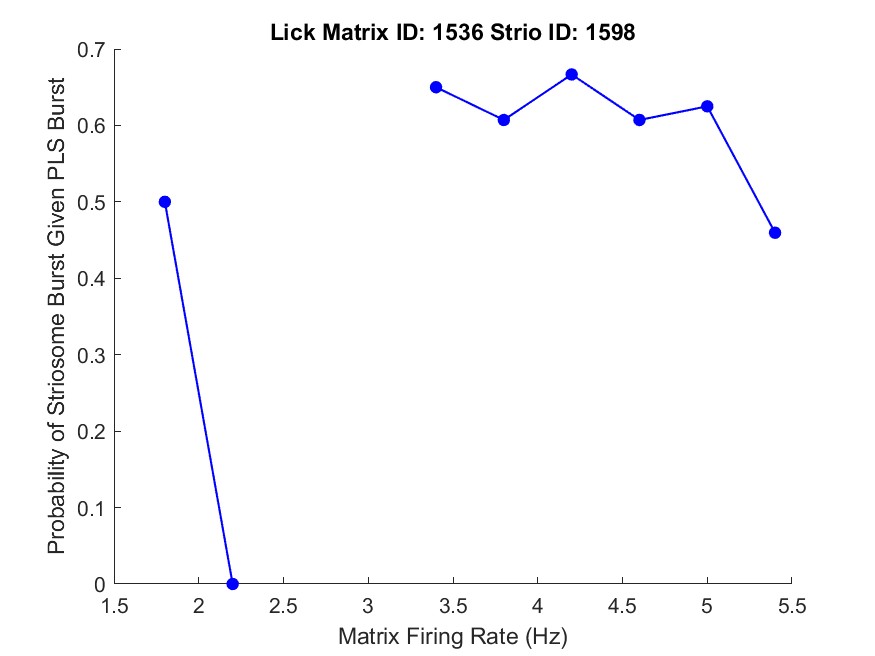 Lick Matrix ID: 1536 Strio ID: 1598
Probability of Striosome Burst Given PLS Burst
0.7
0.6
0.5
0.4
0.3
0.2
0.1
0
1.5 2 2.5 3 3.5 4 4.5 5 5.5
Matrix Firing Rate (Hz)